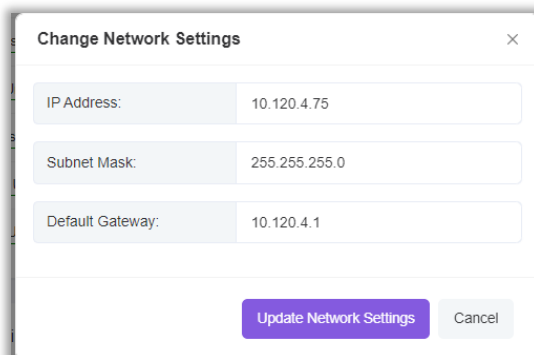 Change Network Settings
IP Address: 10.120.4.75
Subnet Mask: 255.255.255.0
Default Gateway: 10.120.4.1
Update Network Settings Cancel